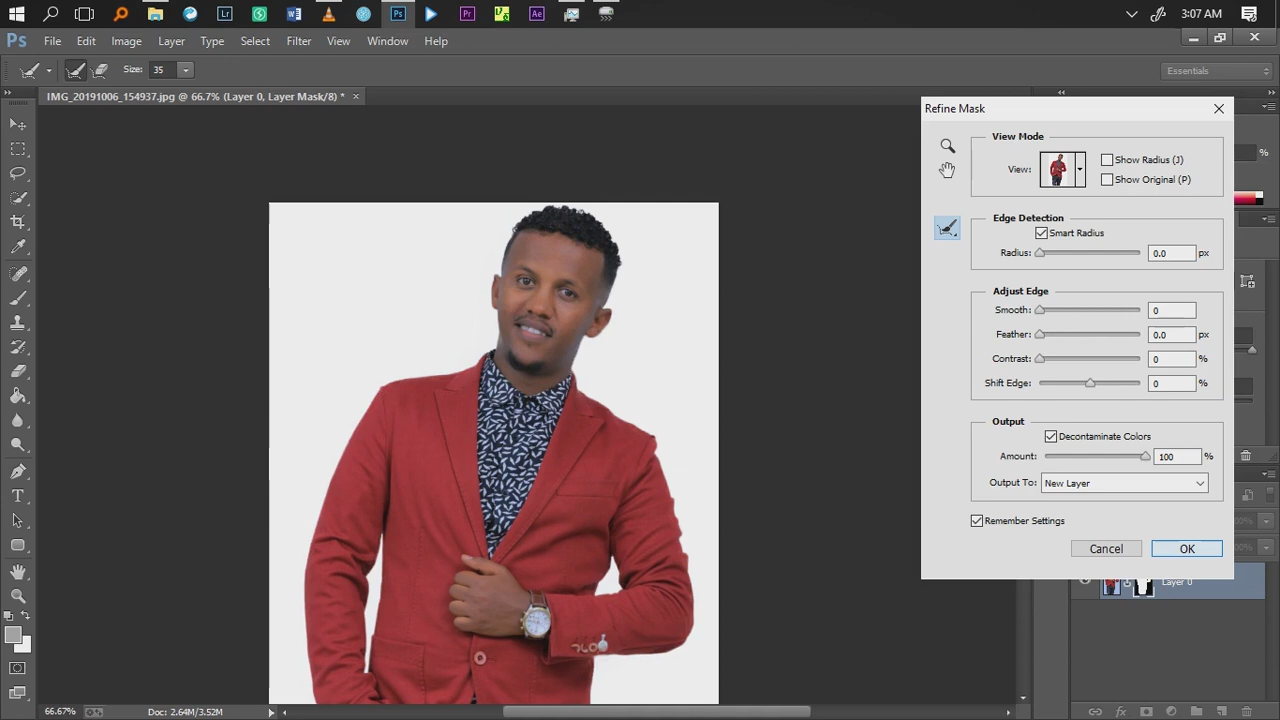 3:07 AM
Ps File Edit Image Layer Type Select Filter View Window Help
Size: 35
Essentials
IMG_20191006_154937.jpg @ 66.7% (Layer 0, Layer Mask/8) *
Refine Mask
View Mode
View:
Show Radius (J)
Show Original (P)
Edge Detection
Smart Radius
Radius: 0.0 px
Adjust Edge
Smooth: 0
Feather: 0.0 px
Contrast: 0 %
Shift Edge: 0 %
Output
Decontaminate Colors
Amount: 100 %
Output To: New Layer
Remember Settings
Cancel OK
Layer 0
66.67% Doc: 2.64M/3.52M